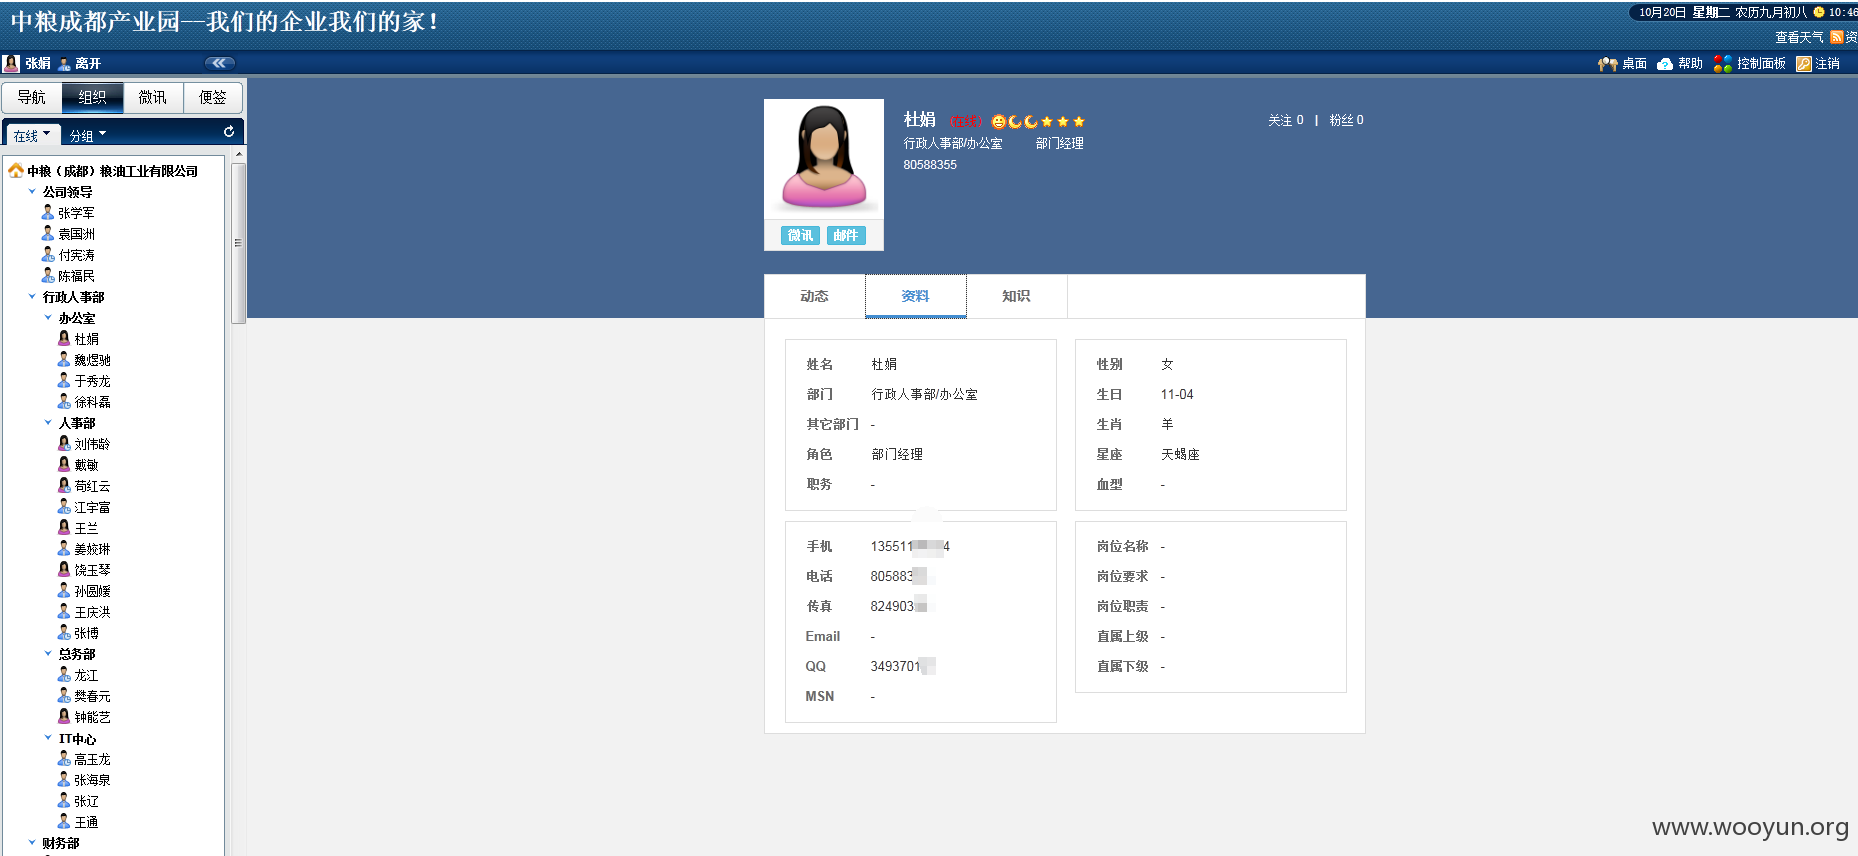 中粮成都产业园—我们的企业我们的家!
10月20日 星期二 农历九月初八 10:46
查看天气 资
张娟 离开
桌面 帮助 控制面板 注销
导航 组织 微讯 便签
在线 分组
中粮（成都）粮油工业有限公司
公司领导
张学军
袁国洲
付宪涛
陈福民
行政人事部
办公室
杜娟
魏煜驰
于秀龙
徐科磊
人事部
刘伟龄
戴敏
苟红云
江宇富
王兰
姜姣琳
饶玉琴
孙圆媛
王庆洪
张博
总务部
龙江
樊春元
钟能艺
IT中心
高玉龙
张海泉
张辽
王通
财务部
杜娟 (在线)
行政人事部/办公室 部门经理
80588355
关注 0 | 粉丝 0
微讯 邮件
动态 资料 知识
姓名 杜娟
部门 行政人事部/办公室
其它部门 -
角色 部门经理
职务 -
性别 女
生日 11-04
生肖 羊
星座 天蝎座
血型 -
手机 135511 4
电话 805883
传真 824903
Email -
QQ 3493701
MSN -
岗位名称 -
岗位要求 -
岗位职责 -
直属上级 -
直属下级 -
www.wooyun.org